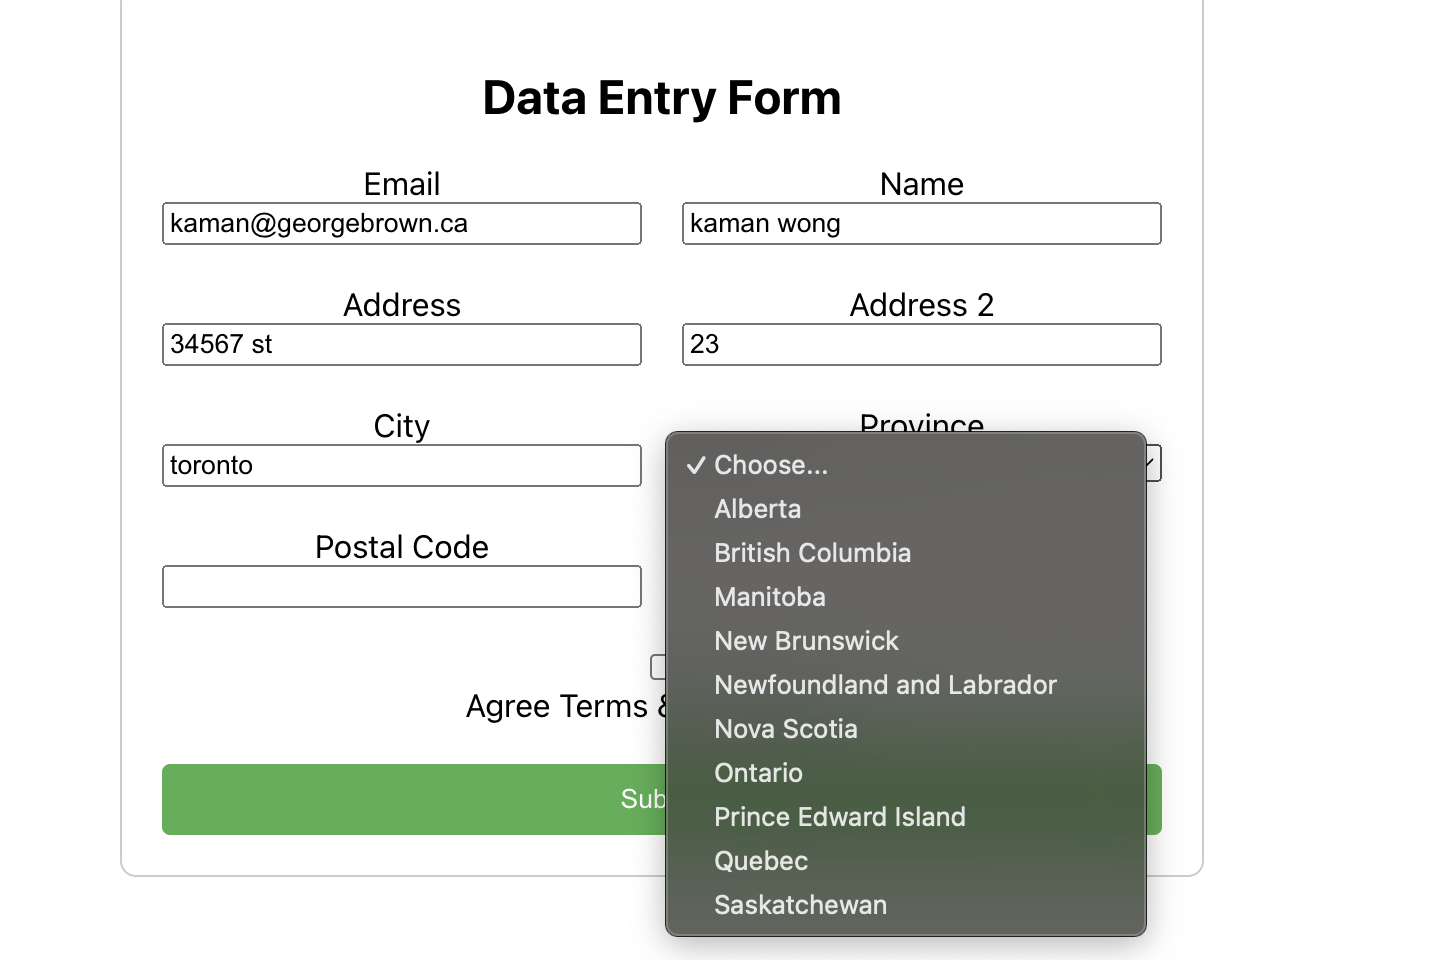 Data Entry Form
Email
Name
kaman@georgebrown.ca
kaman wong
Address
Address 2
34567 st
23
City
Province
toronto
✓ Choose...
Alberta
British Columbia
Manitoba
New Brunswick
Newfoundland and Labrador
Nova Scotia
Ontario
Prince Edward Island
Quebec
Saskatchewan
Postal Code
Agree Terms &
Sub